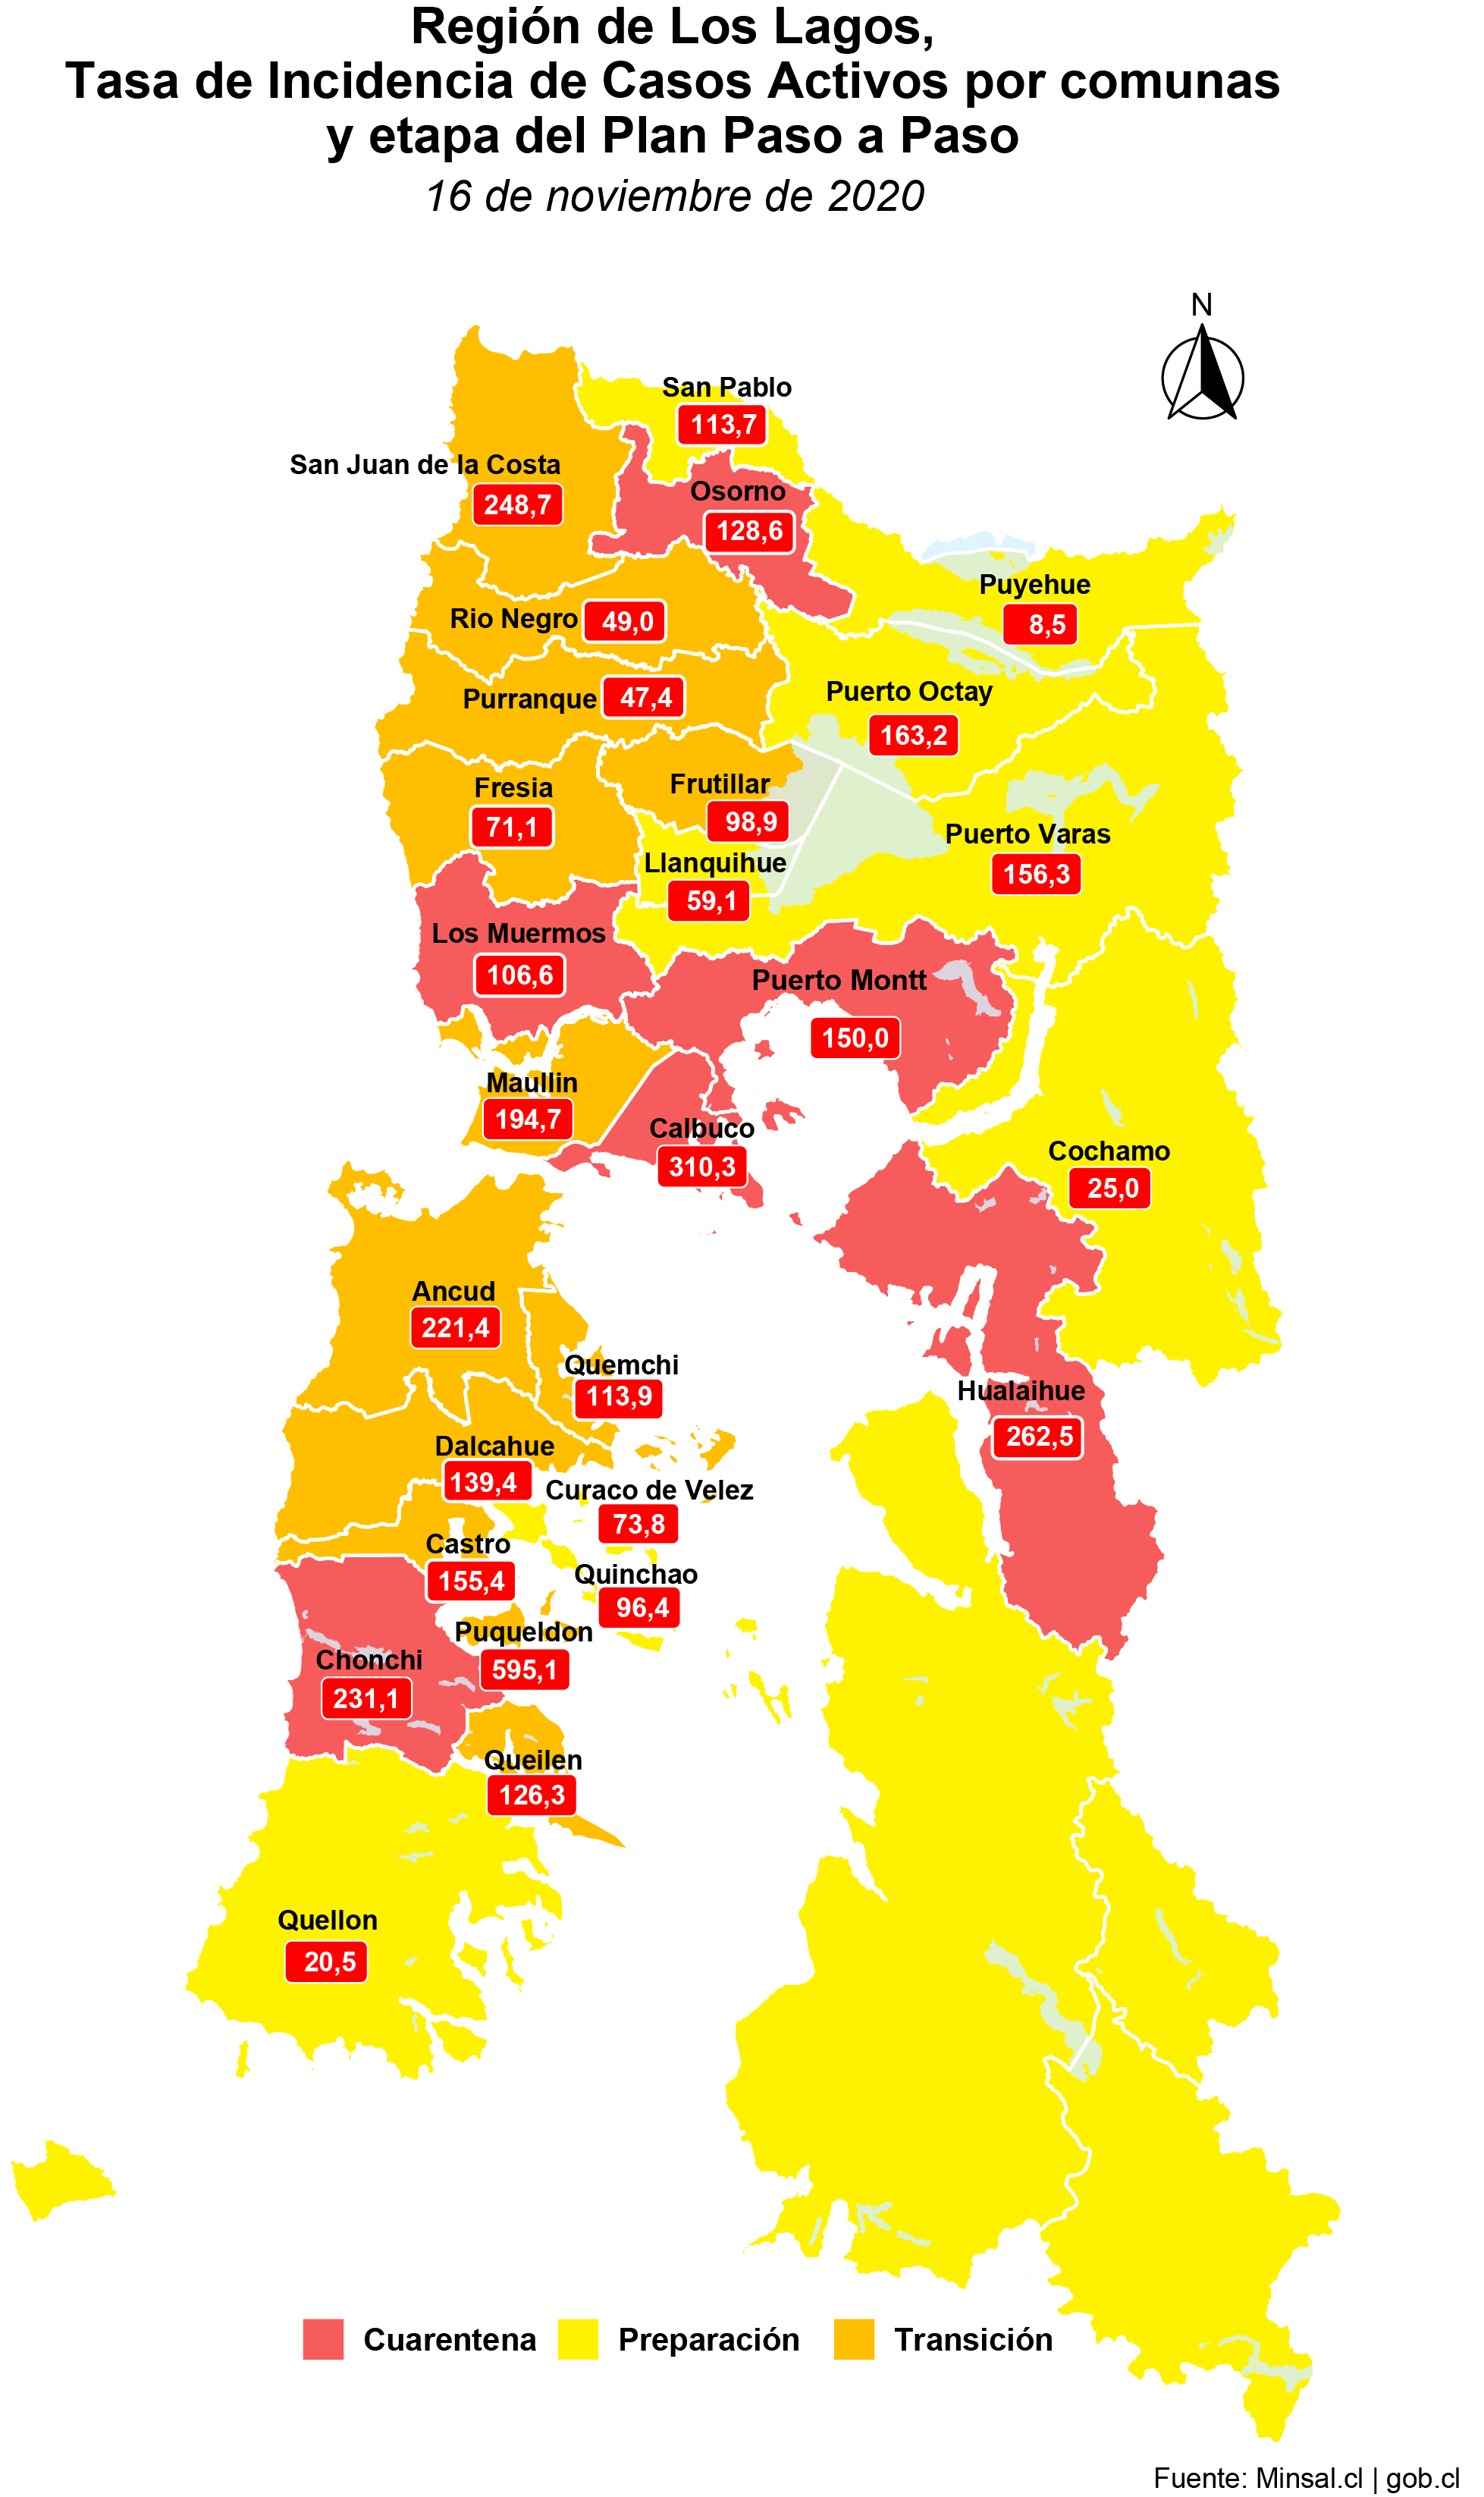 Región de Los Lagos,
Tasa de Incidencia de Casos Activos por comunas
y etapa del Plan Paso a Paso
16 de noviembre de 2020
N
San Pablo
113,7
San Juan de la Costa
248,7
Osorno
128,6
Puyehue
8,5
Rio Negro
49,0
Purranque
47,4
Puerto Octay
163,2
Fresia
71,1
Frutillar
98,9
Puerto Varas
156,3
Llanquihue
59,1
Los Muermos
106,6
Puerto Montt
150,0
Maullin
194,7
Calbuco
310,3
Cochamo
25,0
Ancud
221,4
Quemchi
113,9
Hualaihue
262,5
Dalcahue
139,4
Curaco de Velez
73,8
Castro
155,4
Quinchao
96,4
Puqueldon
595,1
Chonchi
231,1
Queilen
126,3
Quellon
20,5
Cuarentena
Preparación
Transición
Fuente: Minsal.cl | gob.cl